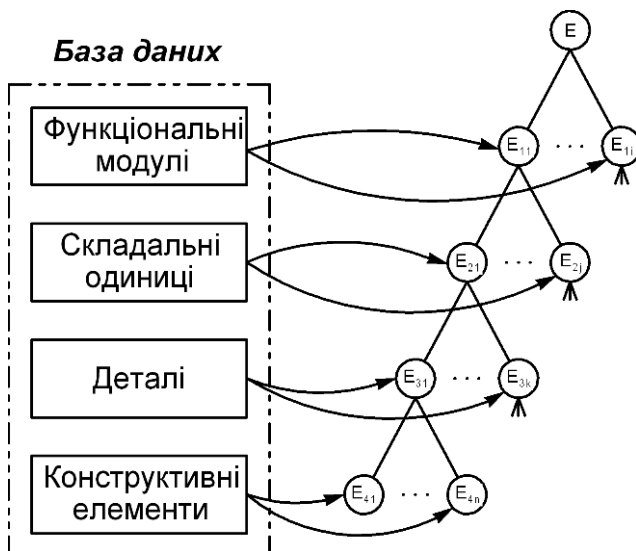 База даних
E
Функціональні
модулі
E11 · · · E1i
Складальні
одиниці
E21 · · · E2j
Деталі
E31 · · · E3k
Конструктивні
елементи
E41 · · · E4n